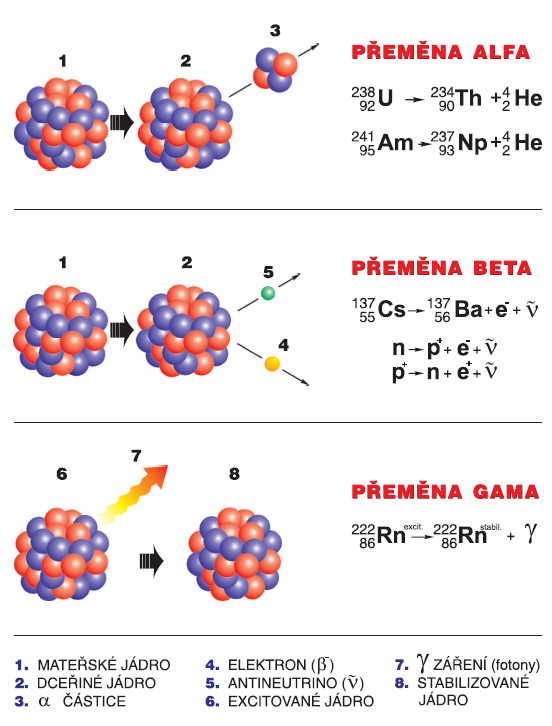 1
2
3
PŘEMĚNA ALFA
²³⁸₉₂U → ²³⁴₉₀Th + ⁴₂He
²⁴¹₉₅Am → ²³⁷₉₃Np + ⁴₂He
1
2
5
4
PŘEMĚNA BETA
¹³⁷₅₅Cs → ¹³⁷₅₆Ba + e⁻ + ν̃
n → p⁺ + e⁻ + ν̃
p⁺ → n + e⁺ + ν̃
6
7
8
PŘEMĚNA GAMA
²²²₈₆Rn excit. → ²²²₈₆Rn stabil. + γ
1. MATEŘSKÉ JÁDRO
2. DCEŘINÉ JÁDRO
3. α ČÁSTICE
4. ELEKTRON (β⁻)
5. ANTINEUTRINO (ν̃)
6. EXCITOVANÉ JÁDRO
7. γ ZÁŘENÍ (fotony)
8. STABILIZOVANÉ
JÁDRO